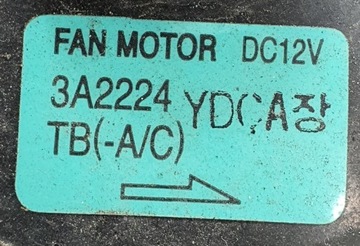 FAN MOTOR DC12V
3A2224 YDCA장
TB(-A/C)